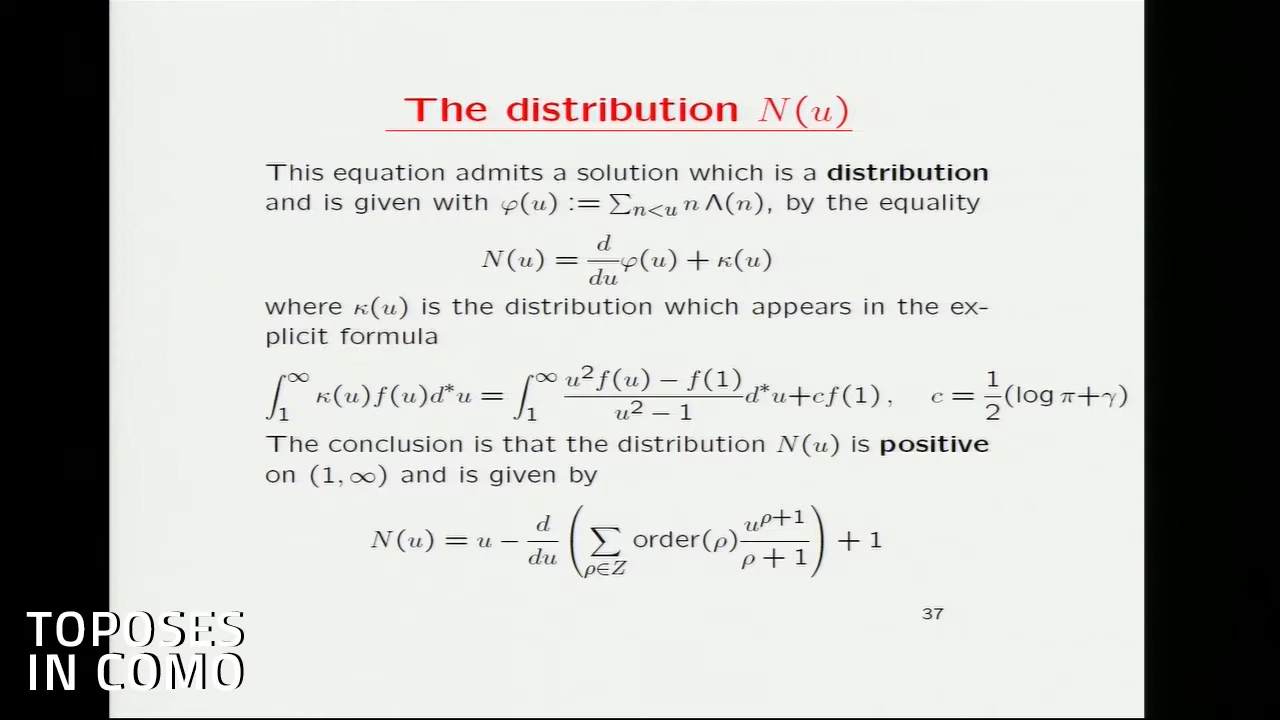 The distribution N(u)
This equation admits a solution which is a distribution
and is given with φ(u) := ∑_{n<u} n Λ(n), by the equality
N(u) = d/du φ(u) + κ(u)
where κ(u) is the distribution which appears in the ex-
plicit formula
∫_1^∞ κ(u)f(u)d*u = ∫_1^∞ (u²f(u) − f(1))/(u² − 1) d*u+cf(1), c = 1/2 (log π+γ)
The conclusion is that the distribution N(u) is positive
on (1, ∞) and is given by
N(u) = u − d/du (∑_{ρ∈Z} order(ρ) u^{ρ+1}/(ρ + 1)) + 1
37
TOPOSES
IN COMO